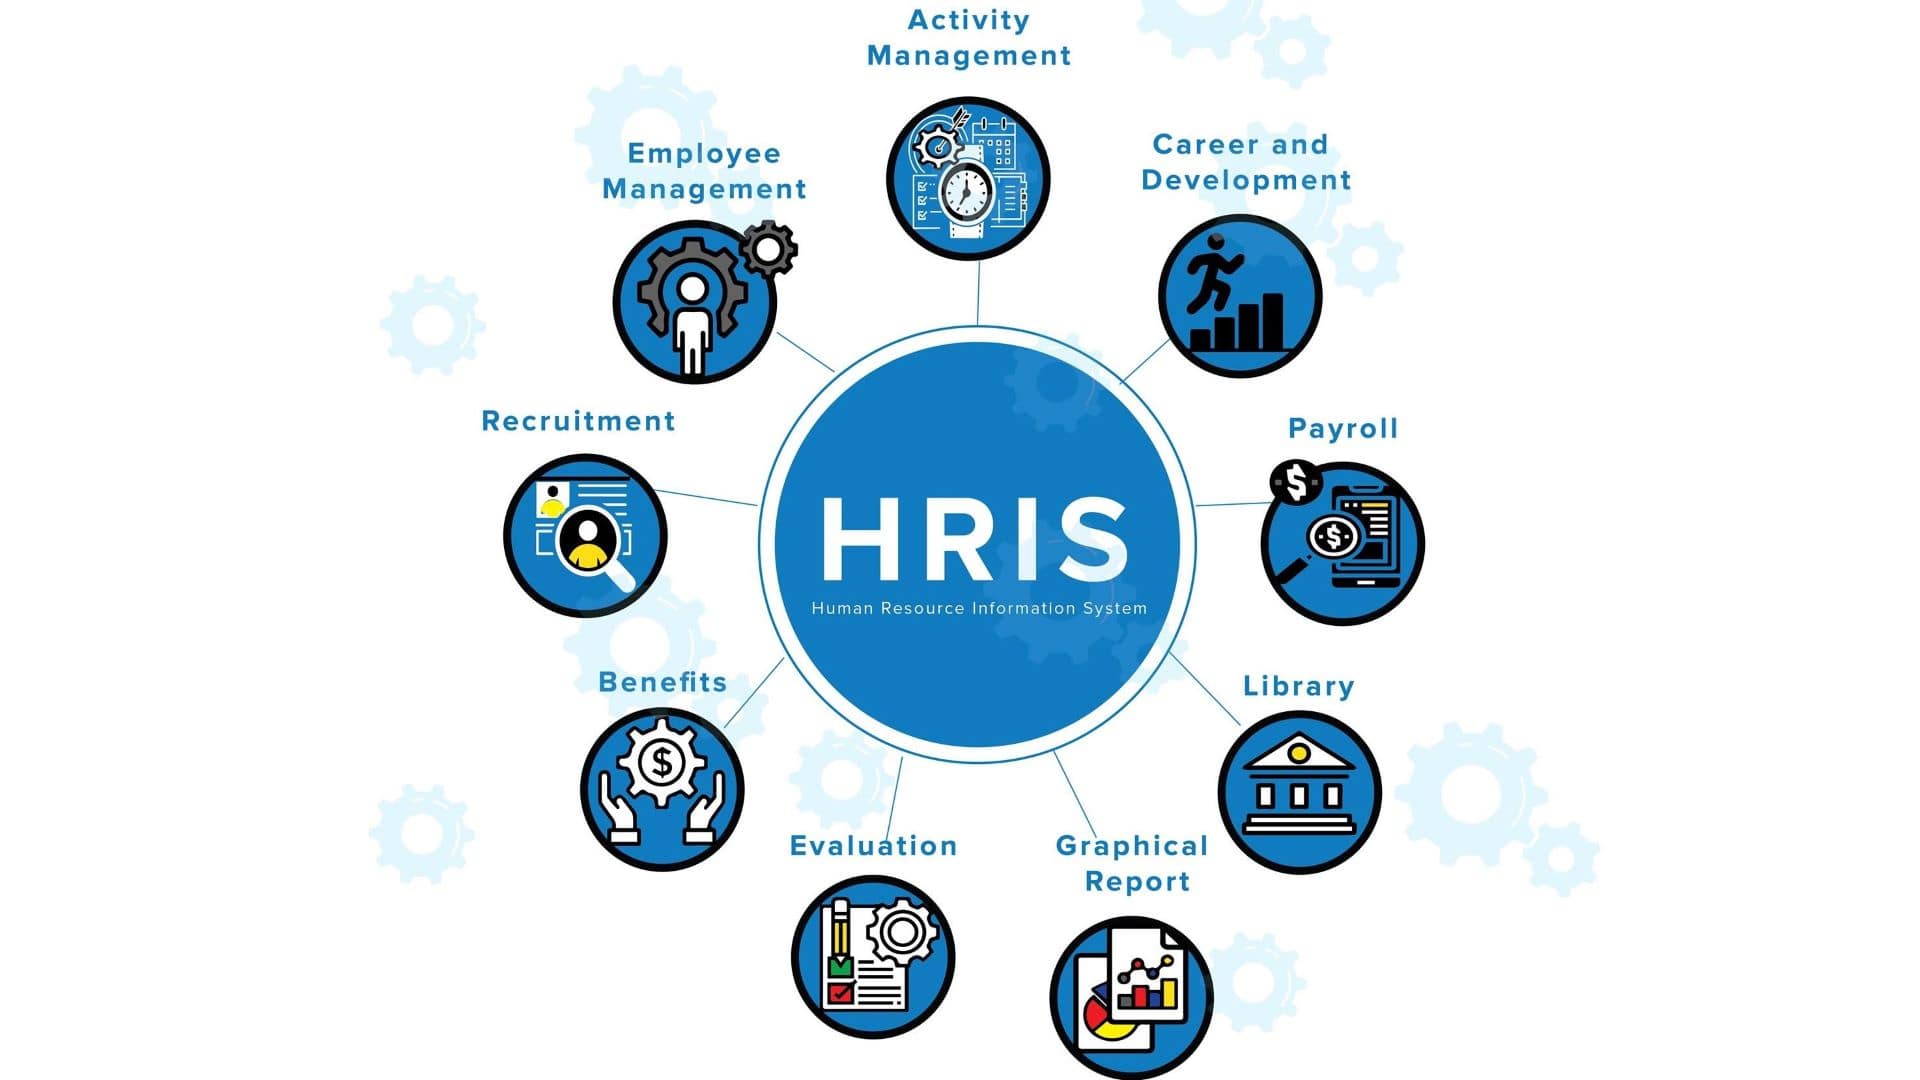 Activity
Management
Career and
Development
Employee
Management
Recruitment
Payroll
HRIS
Human Resource Information System
Benefits
Library
Evaluation
Graphical
Report
$
$
$